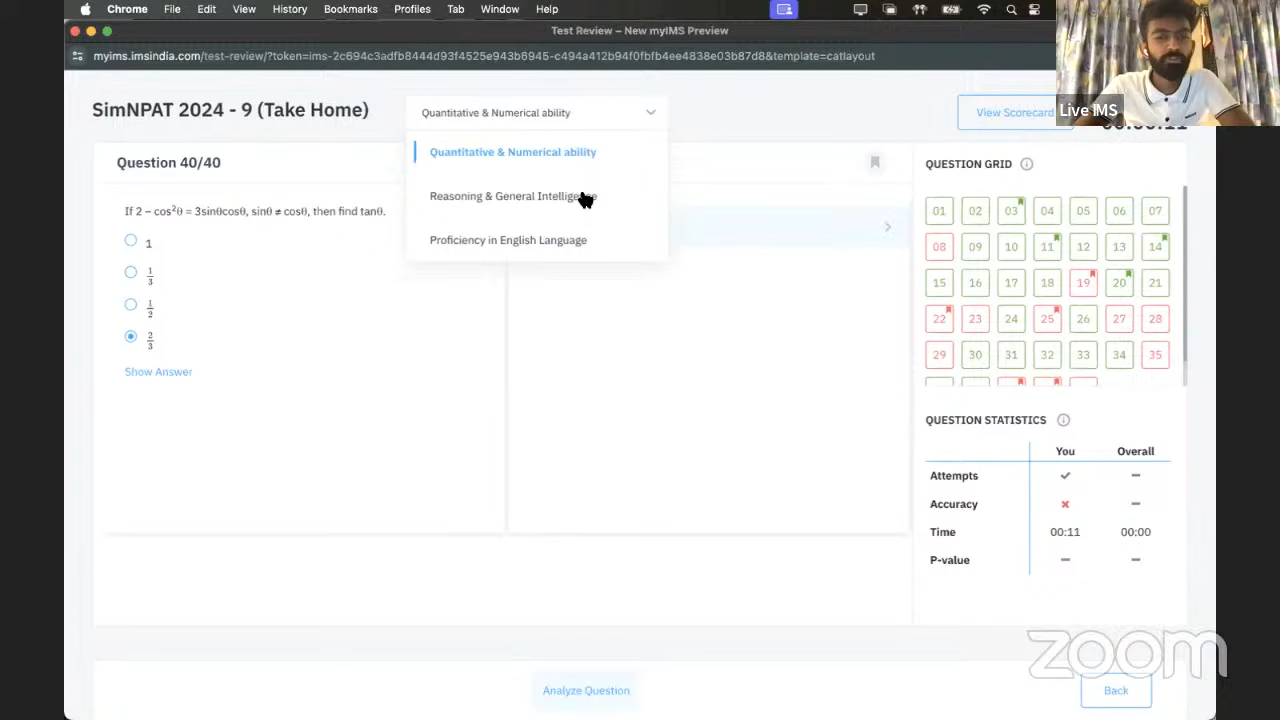 Chrome File Edit View History Bookmarks Profiles Tab Window Help
Test Review – New myIMS Preview
myims.imsindia.com/test-review/?token=ims-2c694c3adfb8444d93f4525e943b6945-c494a412b94f0fbfb4ee4838e03b87d8&template=catlayout
Live IMS
SimNPAT 2024 - 9 (Take Home)
Quantitative & Numerical ability
View Scorecard
Quantitative & Numerical ability
Reasoning & General Intelligence
Proficiency in English Language
Question 40/40
If 2 – cos²θ = 3sinθcosθ, sinθ ≠ cosθ, then find tanθ.
1
1/3
1/2
2/3
Show Answer
QUESTION GRID
01 02 03 04 05 06 07
08 09 10 11 12 13 14
15 16 17 18 19 20 21
22 23 24 25 26 27 28
29 30 31 32 33 34 35
QUESTION STATISTICS
You Overall
Attempts
Accuracy
Time 00:11 00:00
P-value
Analyze Question
Back
zoom